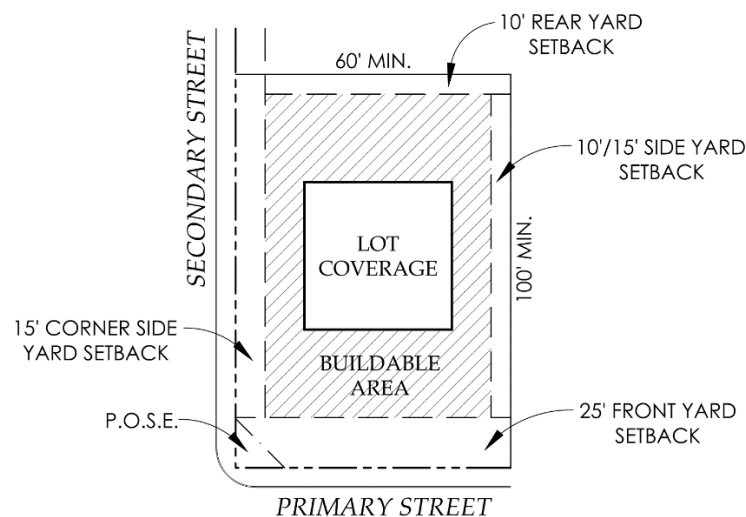 10' REAR YARD
SETBACK
60' MIN.
SECONDARY STREET
10'/15' SIDE YARD
SETBACK
LOT
COVERAGE
100' MIN.
15' CORNER SIDE
YARD SETBACK
BUILDABLE
AREA
P.O.S.E.
25' FRONT YARD
SETBACK
PRIMARY STREET